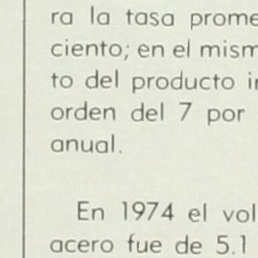 ra la tasa prome
ciento; en el mism
to del producto i
orden del 7 por
anual.
En 1974 el vol
acero fue de 5.1